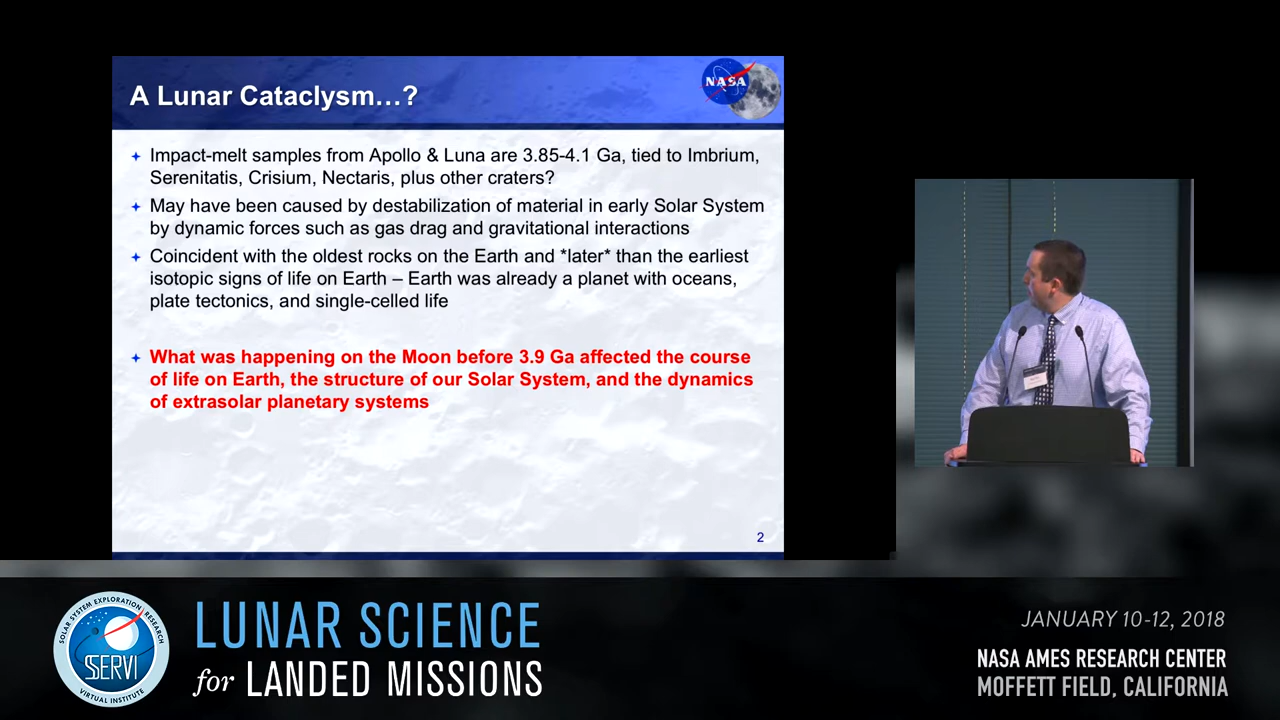 A Lunar Cataclysm…?
NASA
Impact-melt samples from Apollo & Luna are 3.85-4.1 Ga, tied to Imbrium,
Serenitatis, Crisium, Nectaris, plus other craters?
May have been caused by destabilization of material in early Solar System
by dynamic forces such as gas drag and gravitational interactions
Coincident with the oldest rocks on the Earth and *later* than the earliest
isotopic signs of life on Earth – Earth was already a planet with oceans,
plate tectonics, and single-celled life
What was happening on the Moon before 3.9 Ga affected the course
of life on Earth, the structure of our Solar System, and the dynamics
of extrasolar planetary systems
2
SOLAR SYSTEM EXPLORATION RESEARCH
SSERVI
VIRTUAL INSTITUTE
LUNAR SCIENCE
for LANDED MISSIONS
JANUARY 10-12, 2018
NASA AMES RESEARCH CENTER
MOFFETT FIELD, CALIFORNIA